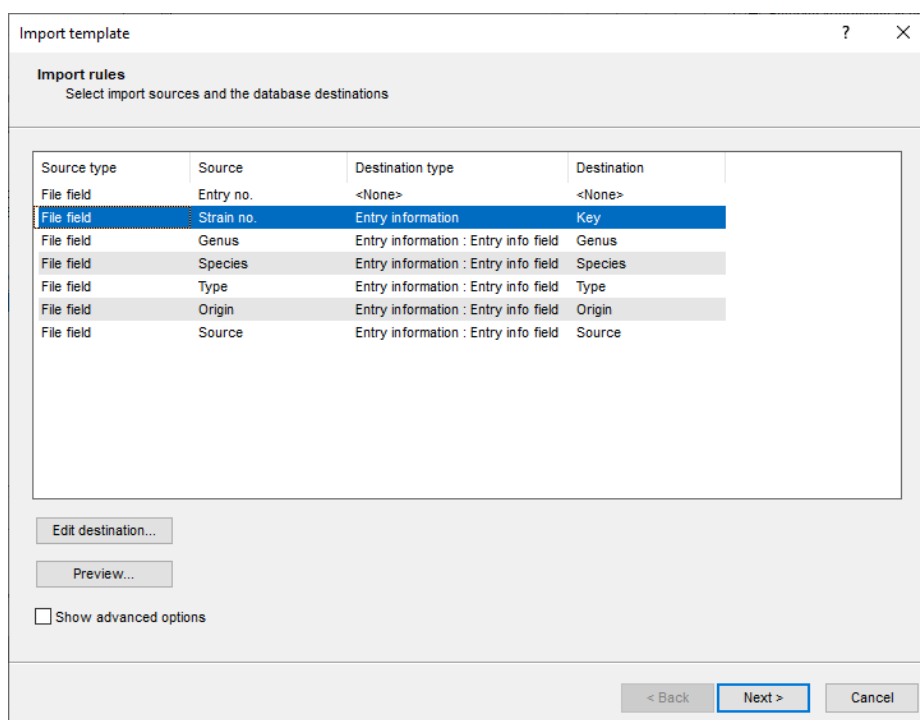 Import template ? ×
Import rules
Select import sources and the database destinations
Source type Source Destination type Destination
File field Entry no. <None> <None>
File field Strain no. Entry information Key
File field Genus Entry information : Entry info field Genus
File field Species Entry information : Entry info field Species
File field Type Entry information : Entry info field Type
File field Origin Entry information : Entry info field Origin
File field Source Entry information : Entry info field Source
Edit destination...
Preview...
Show advanced options
< Back Next > Cancel